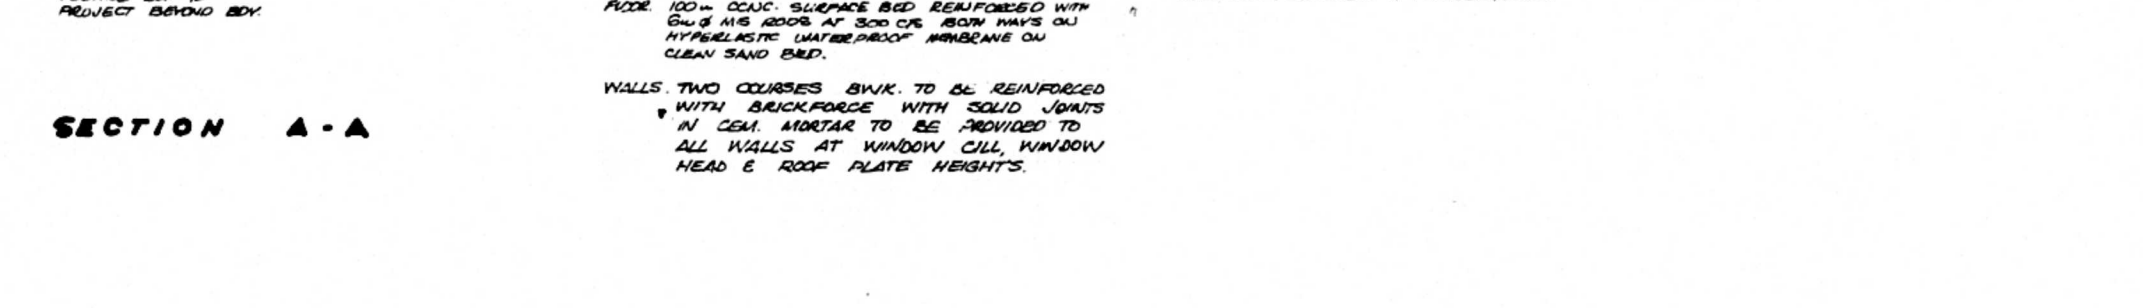 PROJECT BEYOND BDY.
SECTION A-A
FLOOR. 100m CONC. SURFACE BED REINFORCED WITH
6mφ MS RODS AT 300 C/S BOTH WAYS ON
HYPERLASTIC WATERPROOF MEMBRANE ON
CLEAN SAND BED.
WALLS. TWO COURSES BWK. TO BE REINFORCED
WITH BRICKFORCE WITH SOLID JOINTS
IN CEM. MORTAR TO BE PROVIDED TO
ALL WALLS AT WINDOW CILL, WINDOW
HEAD & ROOF PLATE HEIGHTS.